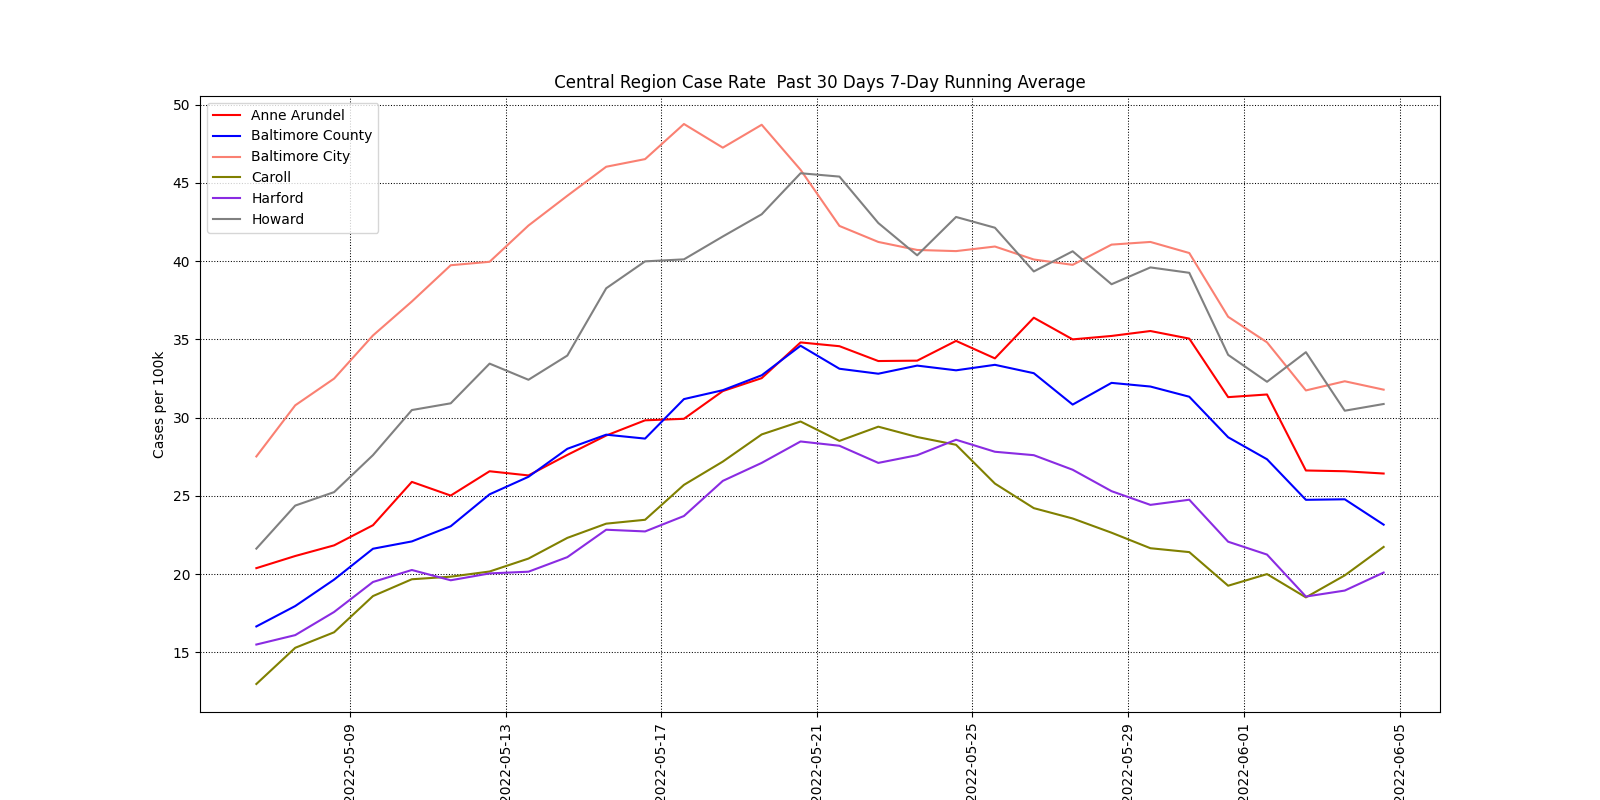 Central Region Case Rate  Past 30 Days 7-Day Running Average
Cases per 100k
50
45
40
35
30
25
20
15
Anne Arundel
Baltimore County
Baltimore City
Caroll
Harford
Howard
2022-05-09
2022-05-13
2022-05-17
2022-05-21
2022-05-25
2022-05-29
2022-06-01
2022-06-05